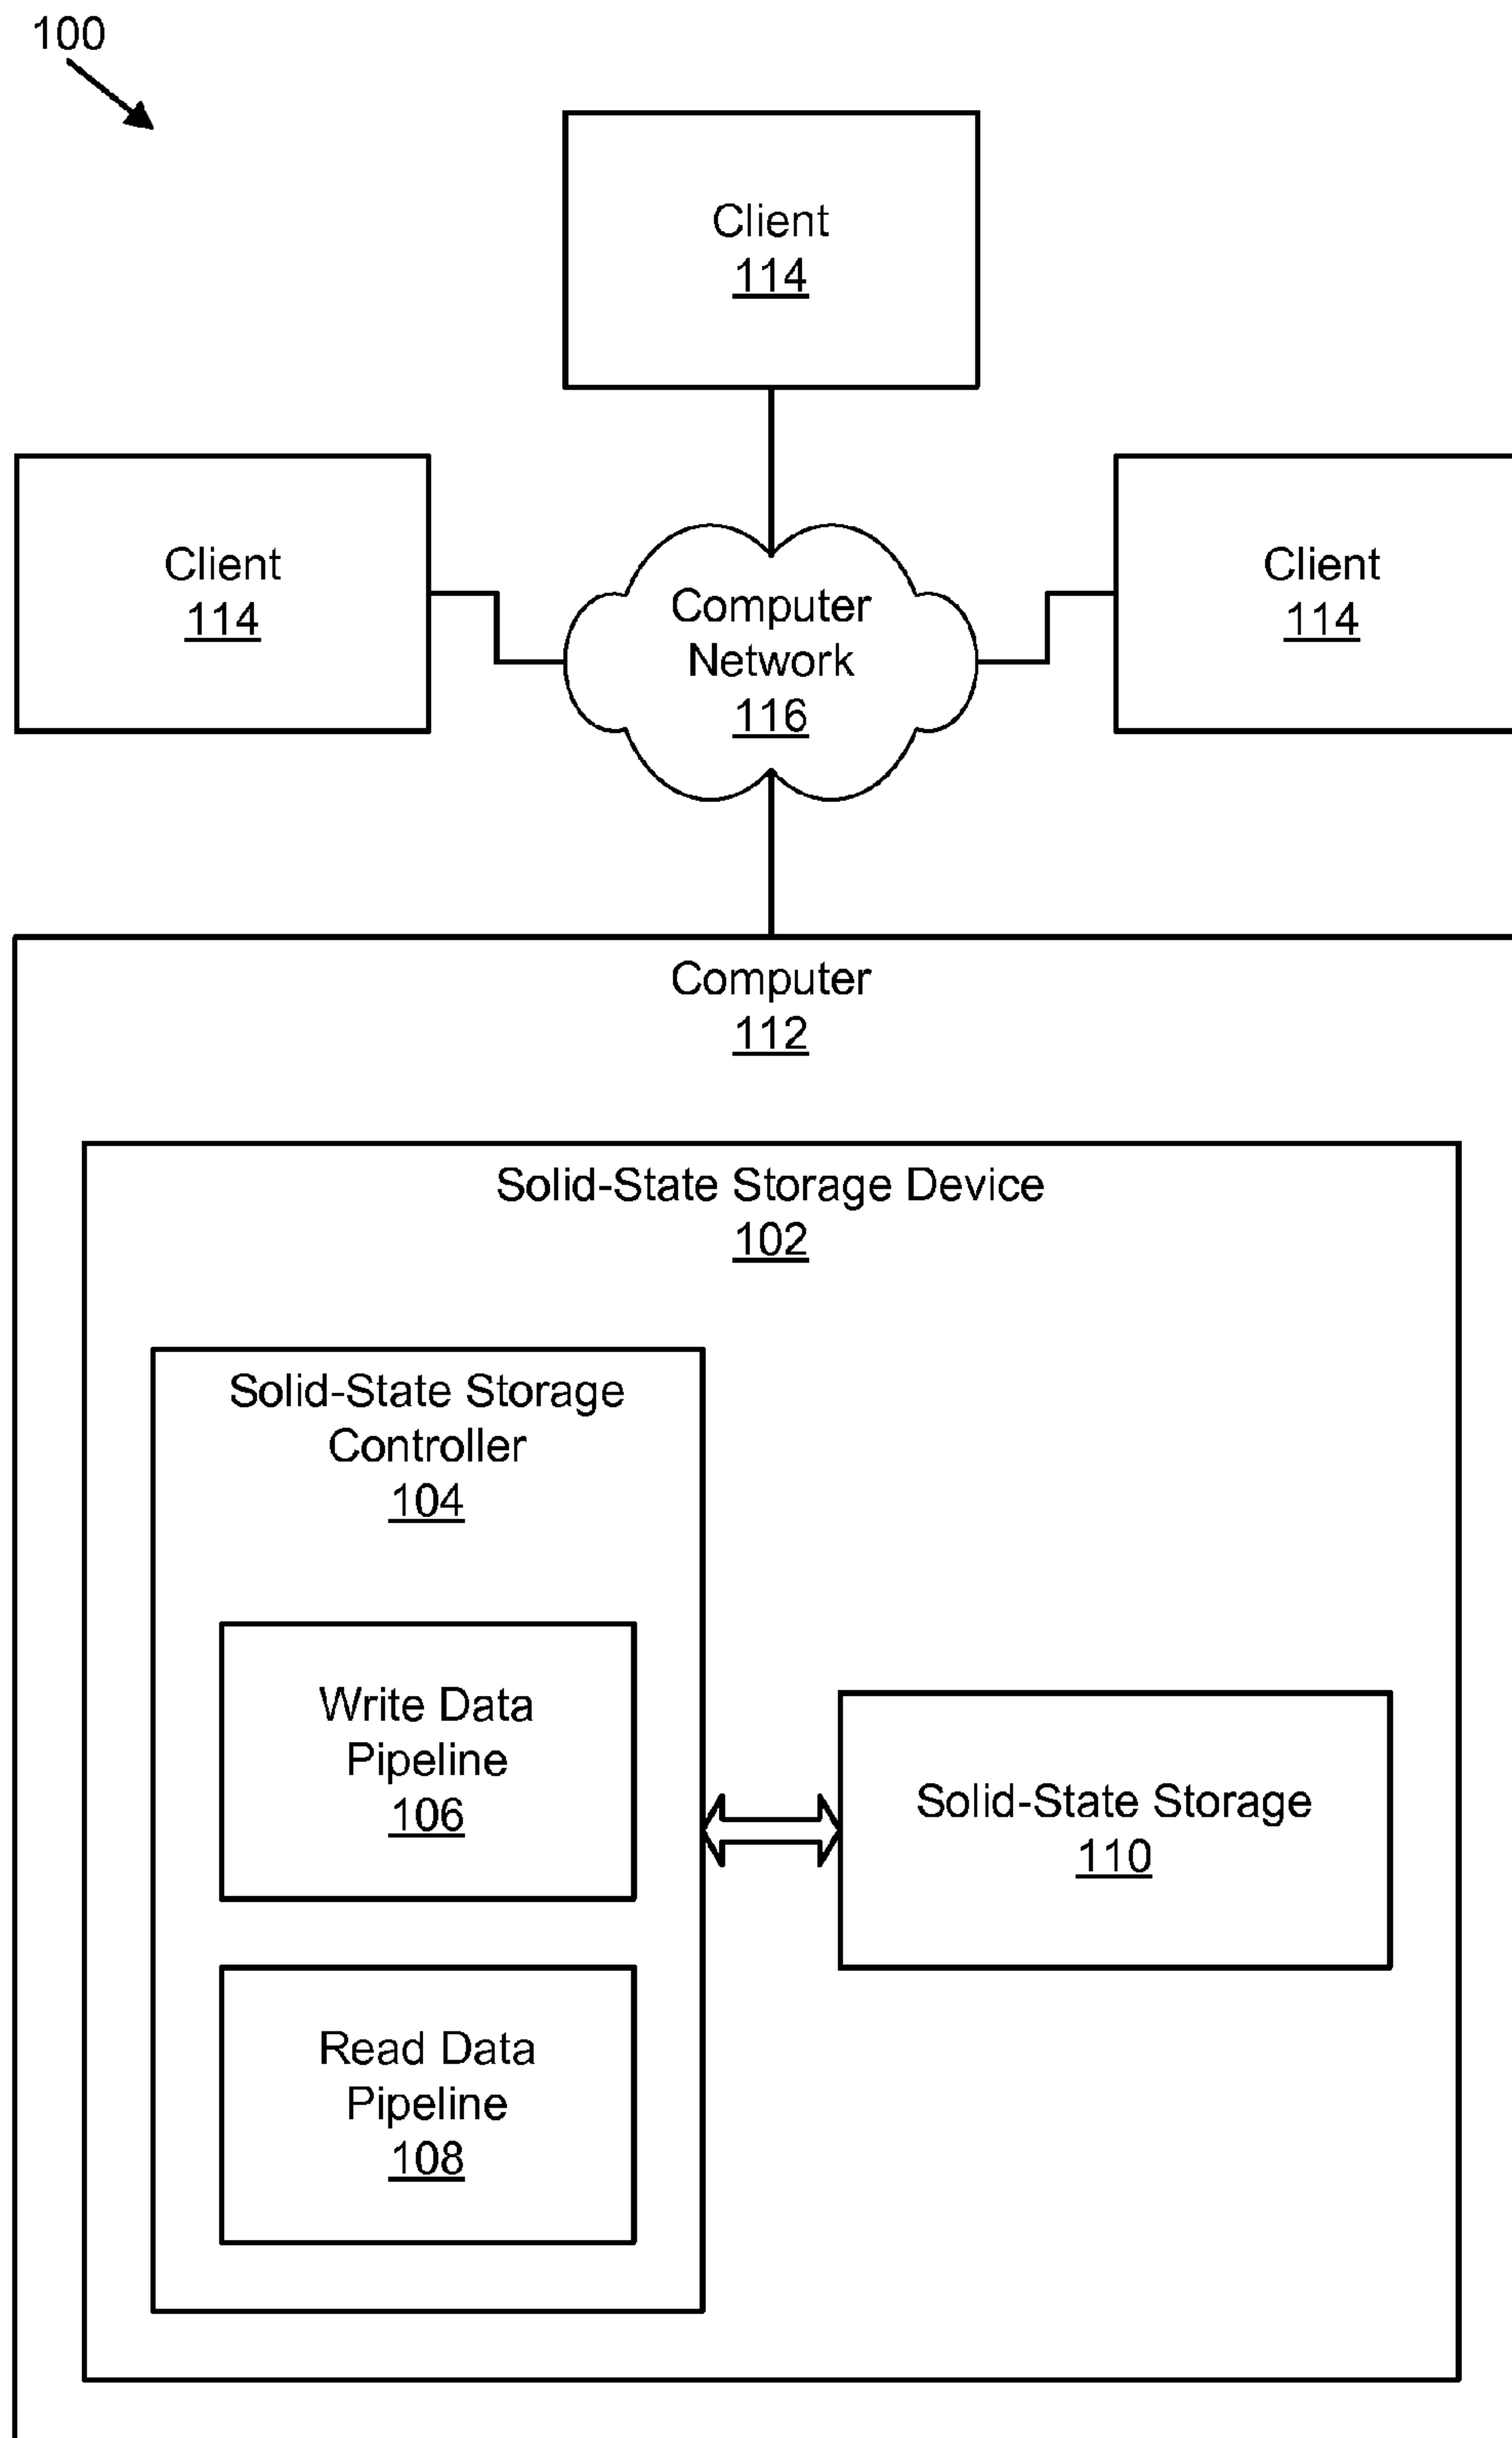 100
Client
114
Client
114
Computer
Network
116
Client
114
Computer
112
Solid-State Storage Device
102
Solid-State Storage
Controller
104
Write Data
Pipeline
106
Solid-State Storage
110
Read Data
Pipeline
108